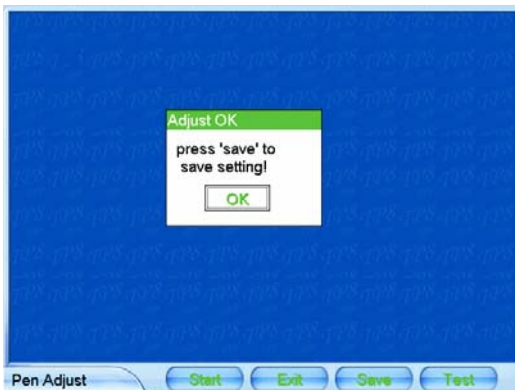 Adjust OK
press 'save' to
save setting!
OK
Pen Adjust
Start
Exit
Save
Test